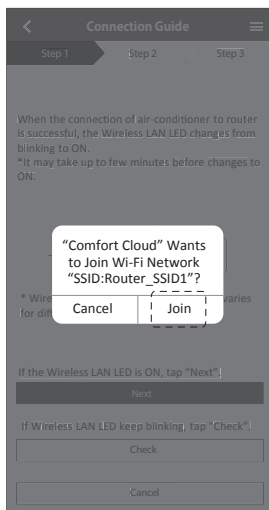 Connection Guide
Step 1
Step 2
Step 3
When the connection of air-conditioner to router
is successful, the Wireless LAN LED changes from
blinking to ON.
*It may take up to few minutes before changes to
ON.
“Comfort Cloud” Wants
to Join Wi-Fi Network
“SSID:Router_SSID1”?
Cancel
Join
* Wire
varies
for diff
If the Wireless LAN LED is ON, tap “Next”.
Next
If Wireless LAN LED keep blinking, tap “Check”.
Check
Cancel